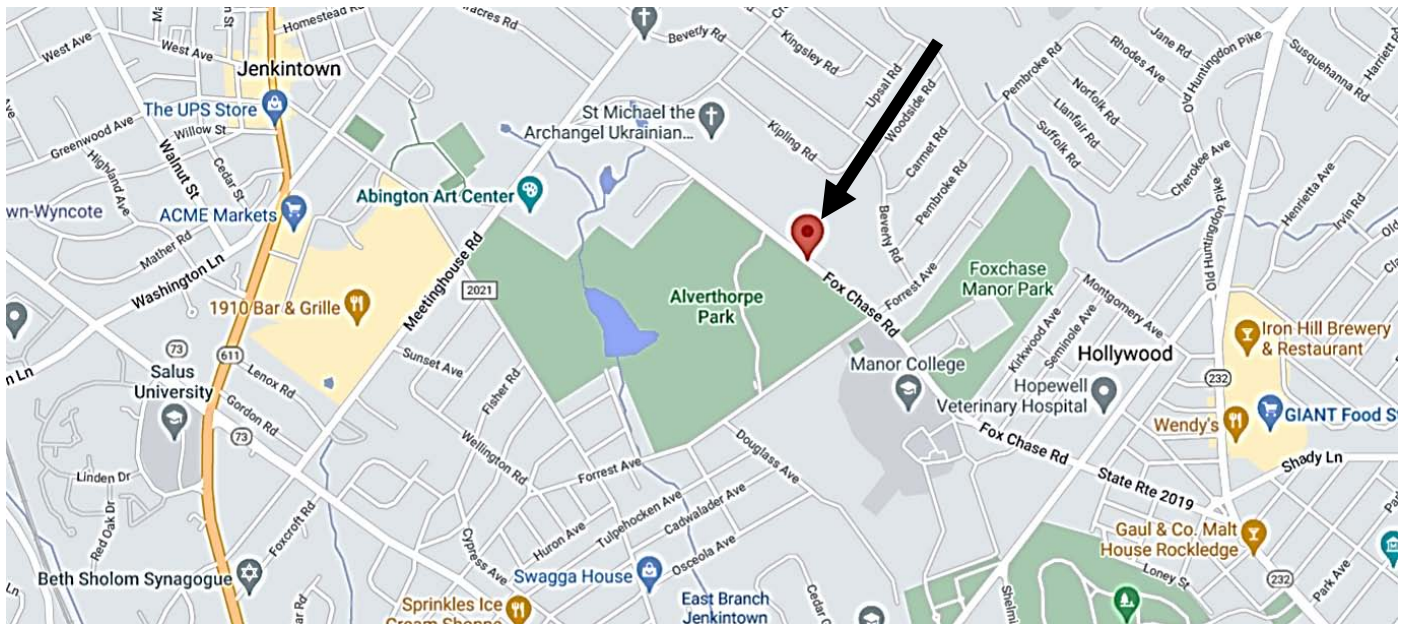 Homestead Rd
West Ave
West Ave
Jenkintown
The UPS Store
Willow St
Greenwood Ave
Highland Ave
Walnut St
Cedar St
wn-Wyncote
ACME Markets
Mather Rd
Washington Ln
1910 Bar & Grille
Meetinghouse Rd
2021
Abington Art Center
St Michael the
Archangel Ukrainian...
Beverly Rd
Kingsley Rd
Upsal Rd
Woodside Rd
Kipling Rd
Carmet Rd
Pembroke Rd
Beverly Rd
Pembroke Rd
Rhodes Ave
Jane Rd
Norfolk Rd
Llanfair Rd
Suffolk Rd
Old Huntingdon Pike
Susquehanna Rd
Harriett Rd
Cherokee Ave
Henrietta Ave
Irvin Rd
Old Huntingdon Pike
Alverthorpe
Park
Fox Chase Rd
Forrest Ave
Foxchase
Manor Park
Montgomery Ave
Kirkwood Ave
Seminole Ave
Hollywood
Manor College
Hopewell
Veterinary Hospital
Iron Hill Brewery
& Restaurant
232
Wendy's
GIANT Food S
Shady Ln
73
Salus
University
611
Lenox Rd
Gordon Rd
73
n Ln
Sunset Ave
Fisher Rd
Wellington Rd
Forrest Ave
Douglass Ave
Fox Chase Rd
State Rte 2019
Linden Dr
Red Oak Dr
Foxcroft Rd
Cypress Ave
Huron Ave
Tulpehocken Ave
Cadwalader Ave
Osceola Ave
Gaul & Co. Malt
House Rockledge
Loney St
232
Park Ave
Beth Sholom Synagogue
Swagga House
Sprinkles Ice
Cream Shoppe
East Branch
Jenkintown